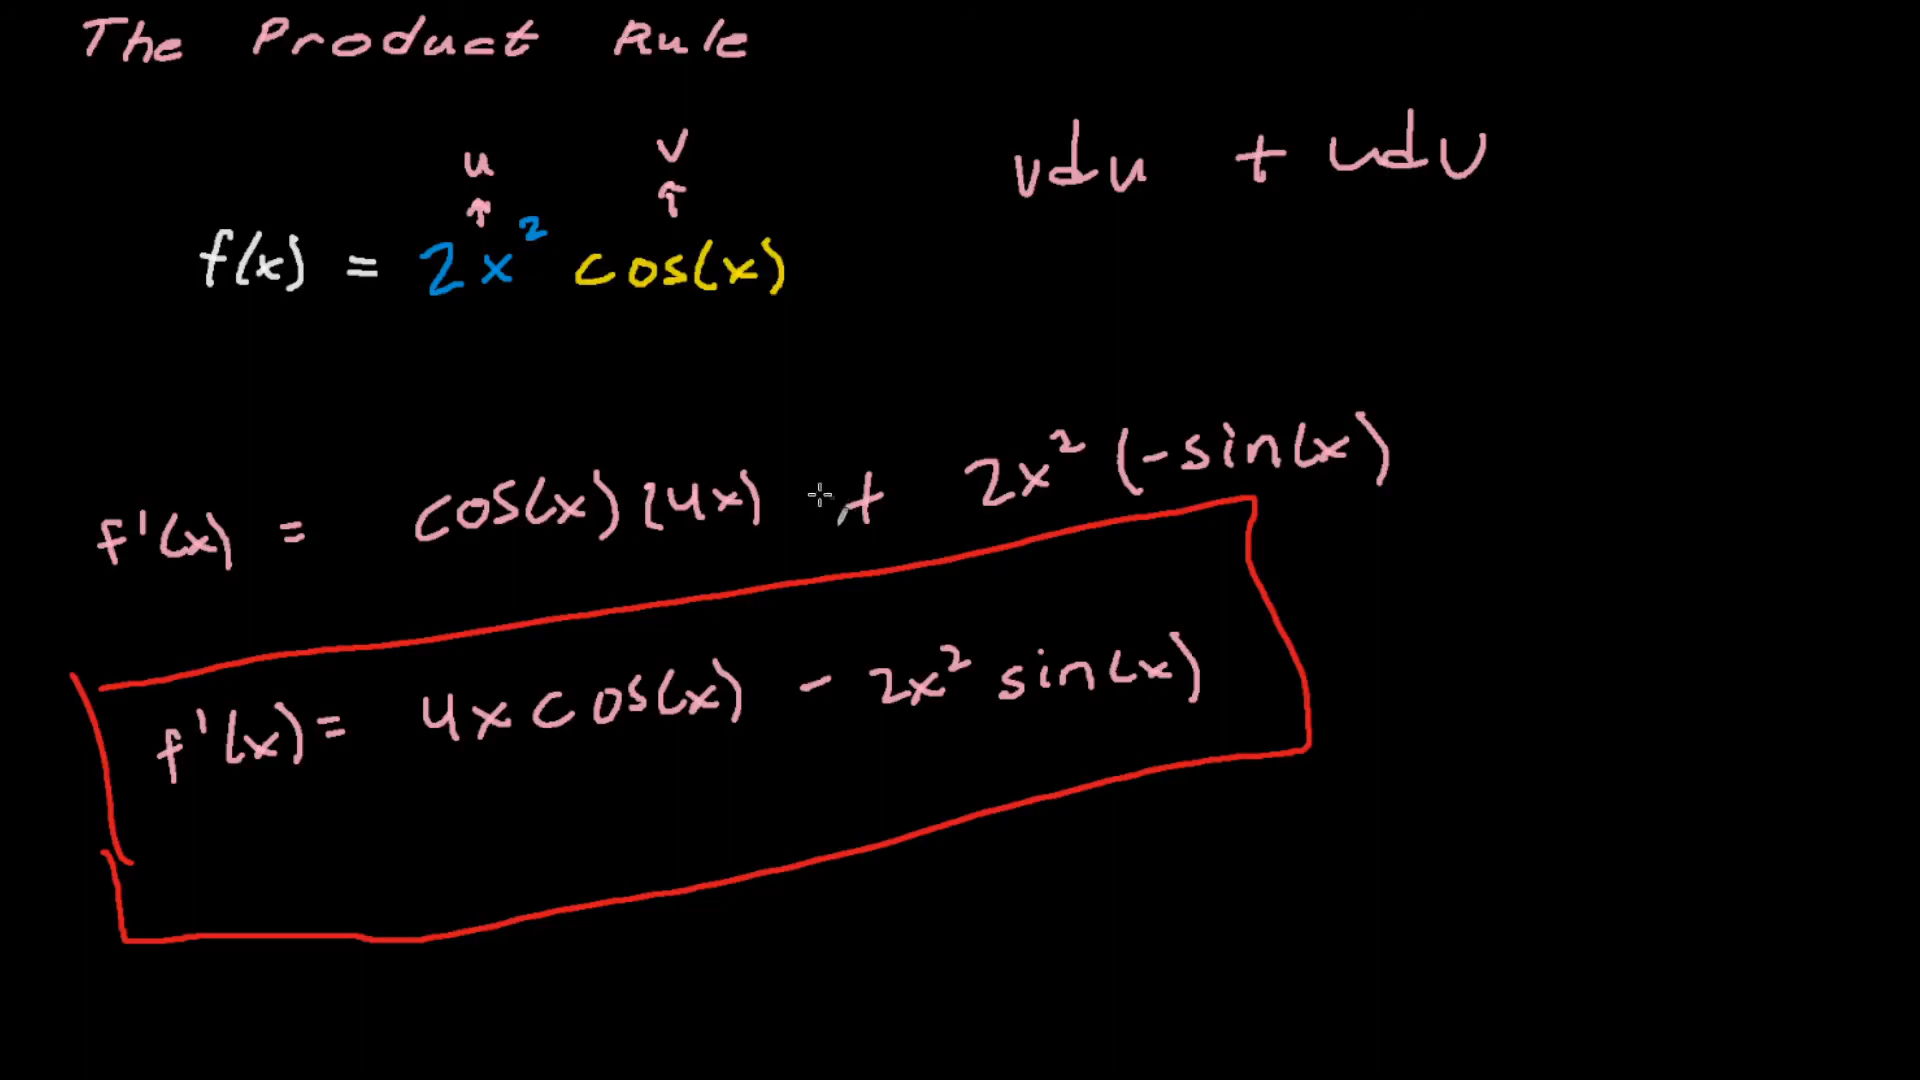 The Product Rule
u v
vdu + udv
↑ ↑
f(x) = 2x² cos(x)
f'(x) = cos(x)(4x) + 2x²(-sin(x)
f'(x) = 4x cos(x) - 2x² sin(x)